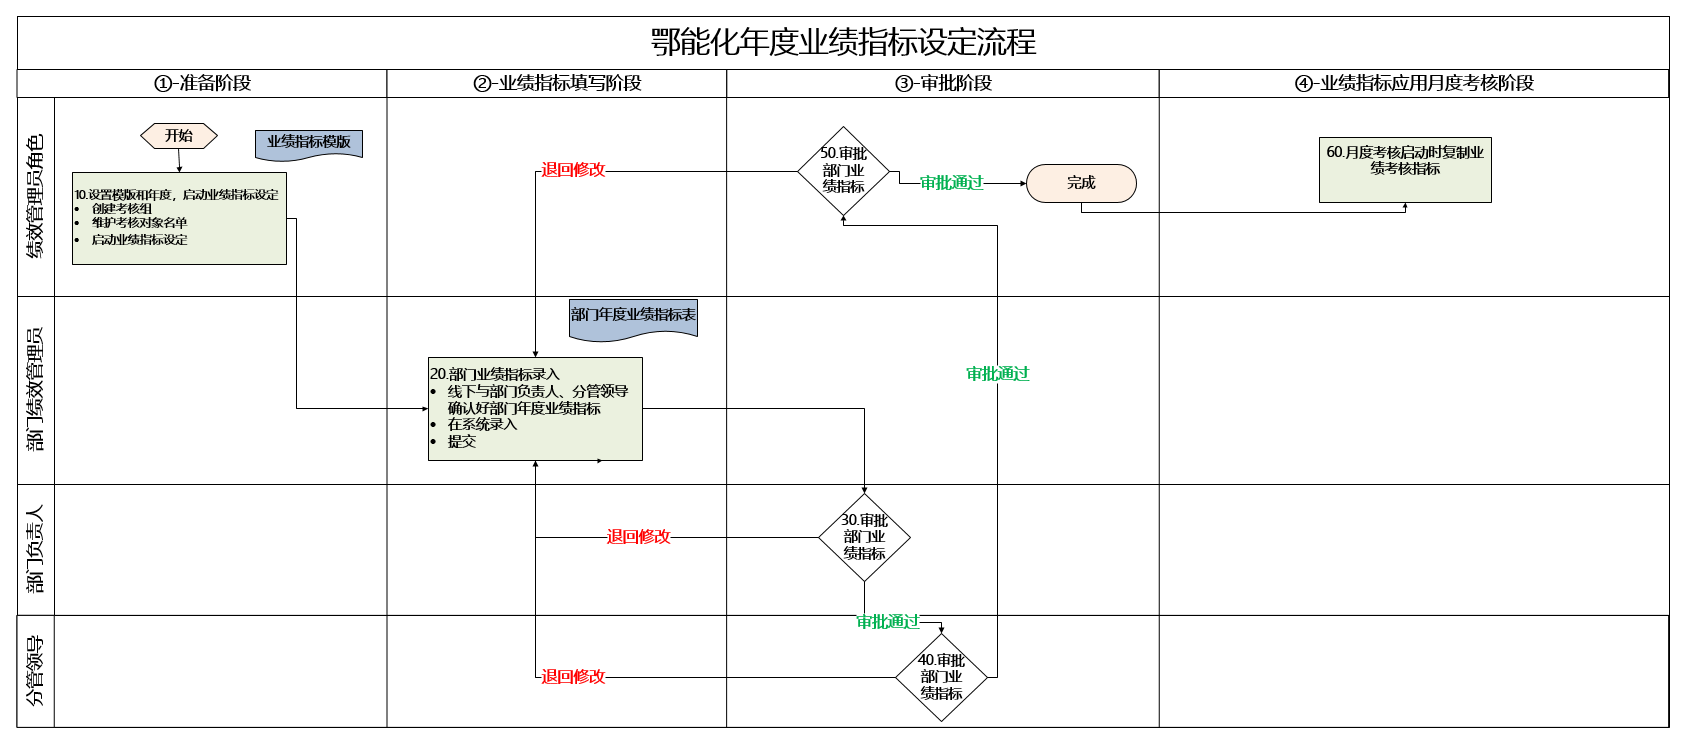 鄂能化年度业绩指标设定流程
①-准备阶段
②-业绩指标填写阶段
③-审批阶段
④-业绩指标应用月度考核阶段
绩效管理员角色
开始
业绩指标模版
10.设置模版和年度，启动业绩指标设定
• 创建考核组
• 维护考核对象名单
• 启动业绩指标设定
退回修改
50.审批
部门业
绩指标
审批通过
完成
60.月度考核启动时复制业
绩考核指标
部门绩效管理员
部门年度业绩指标表
20.部门业绩指标录入
• 线下与部门负责人、分管领导
确认好部门年度业绩指标
• 在系统录入
• 提交
审批通过
部门负责人
退回修改
30.审批
部门业
绩指标
审批通过
分管领导
退回修改
40.审批
部门业
绩指标